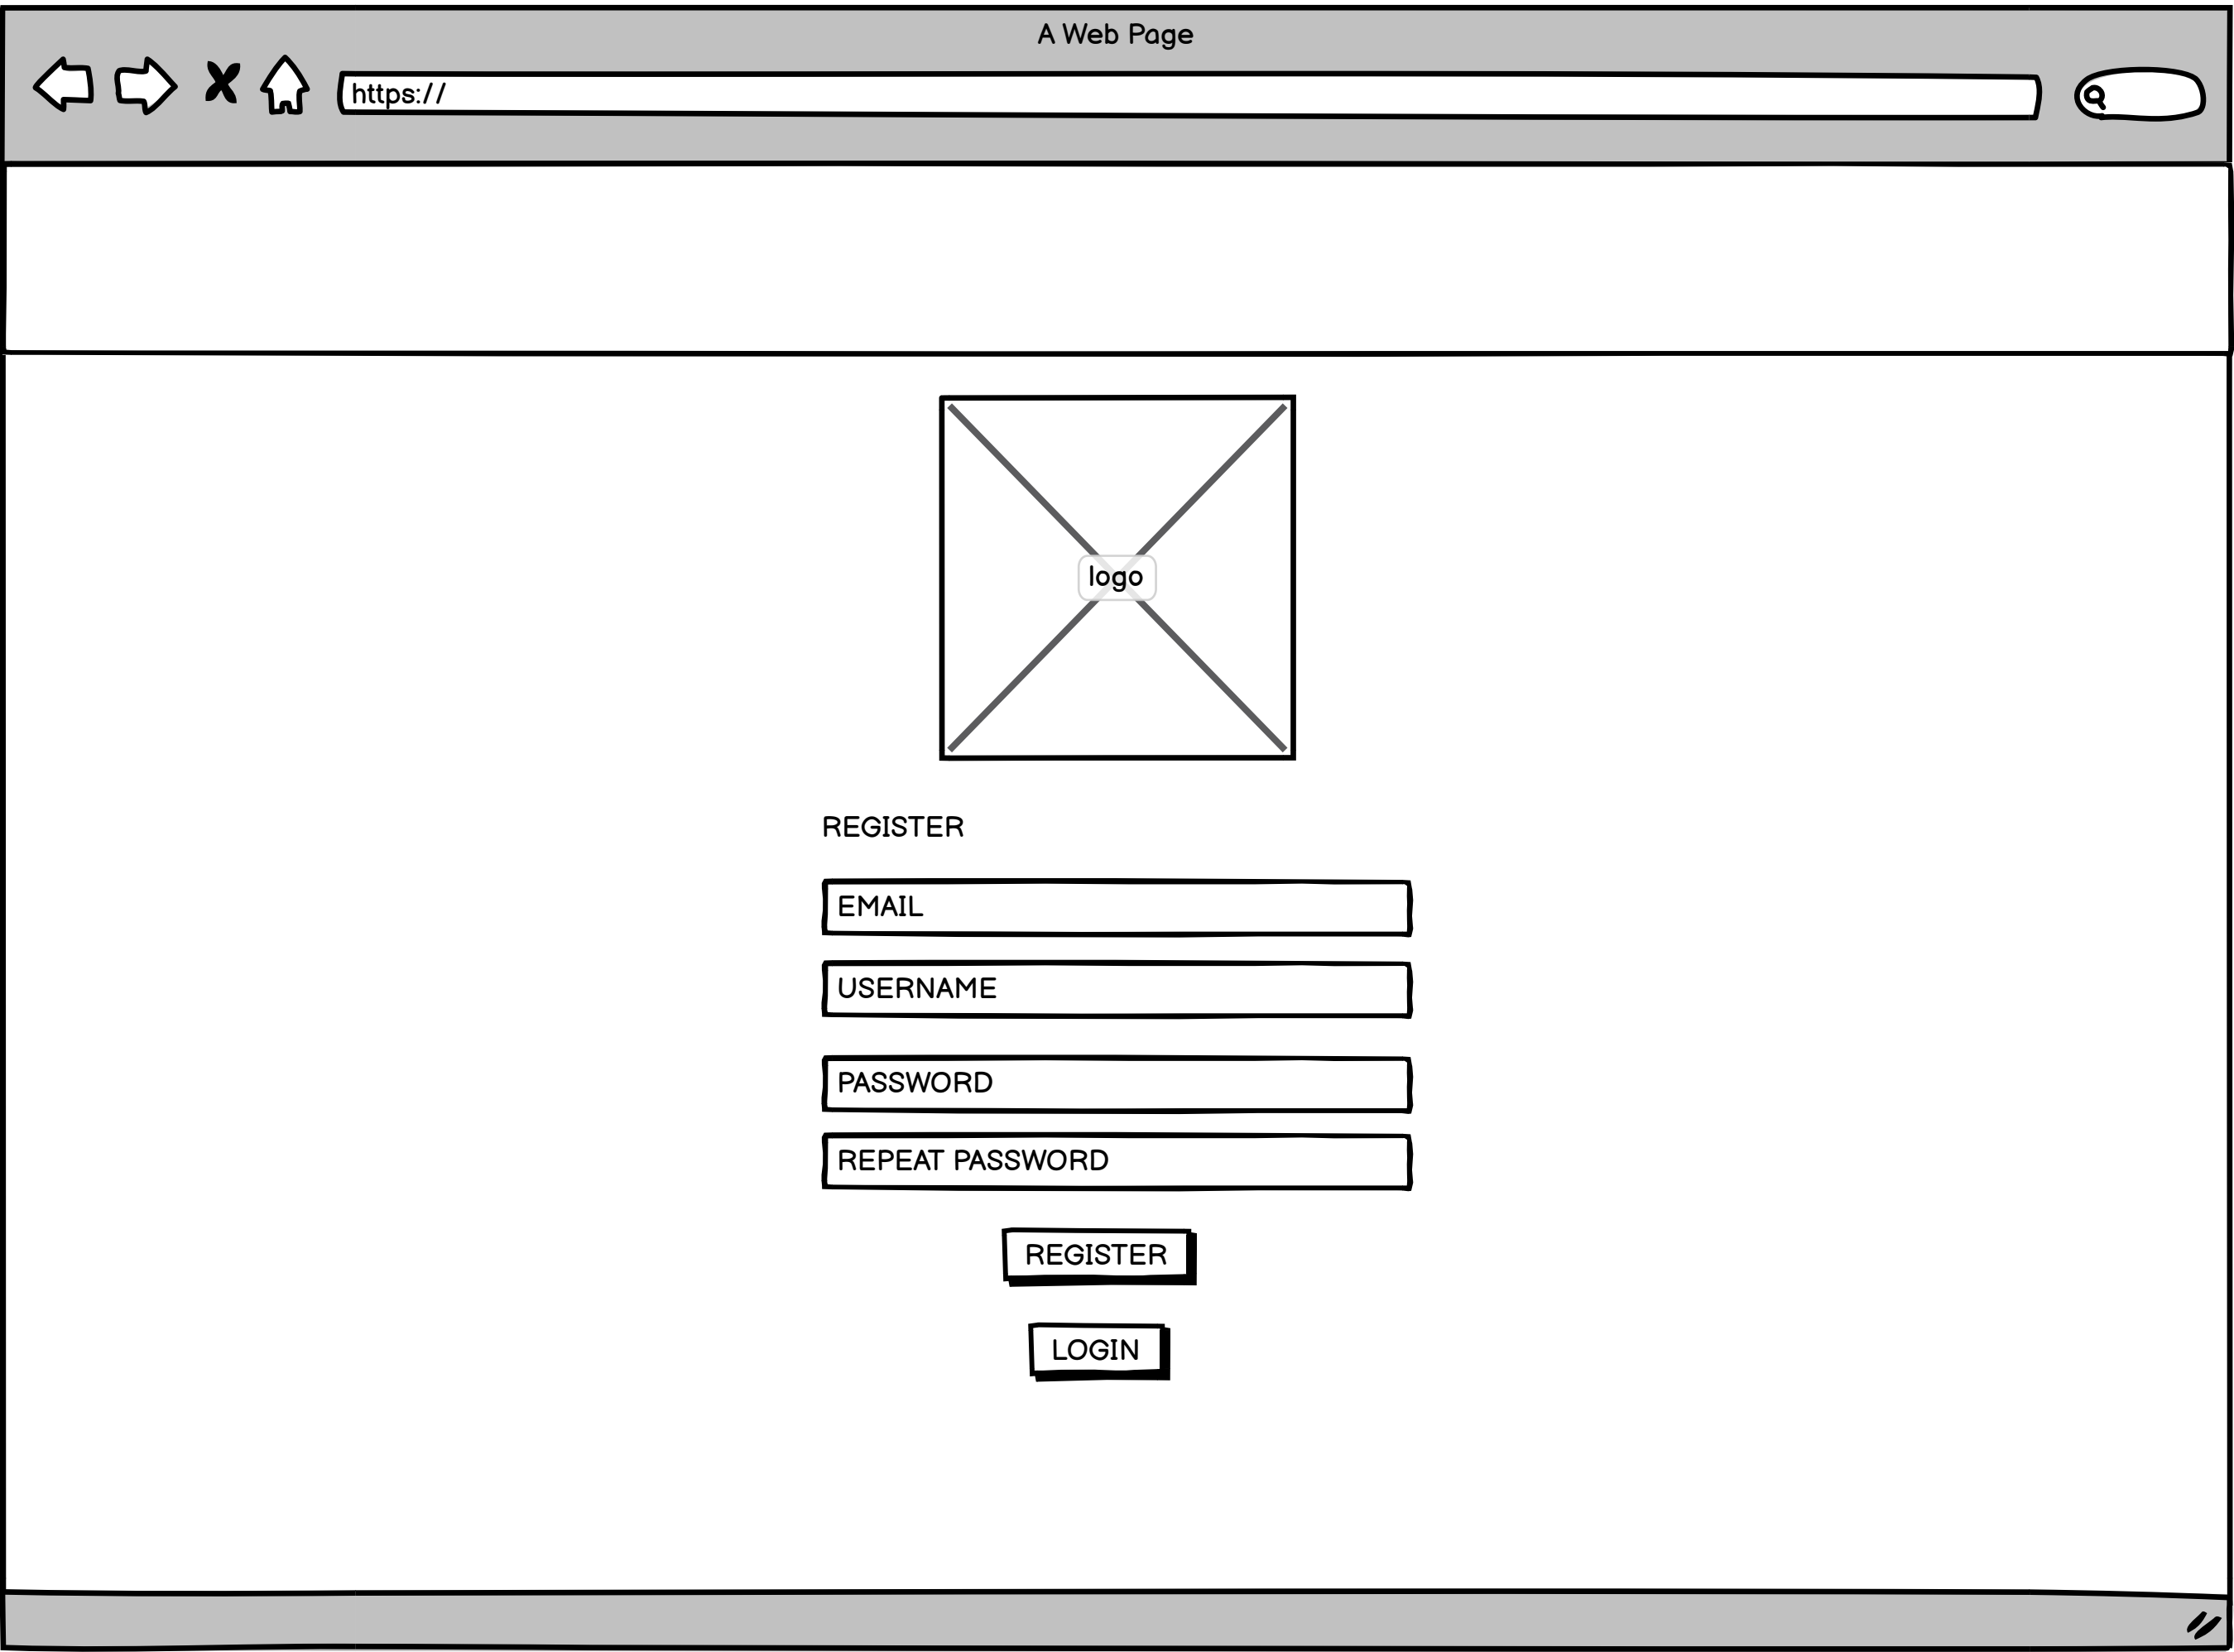 A Web Page
https://
logo
REGISTER
EMAIL
USERNAME
PASSWORD
REPEAT PASSWORD
REGISTER
LOGIN